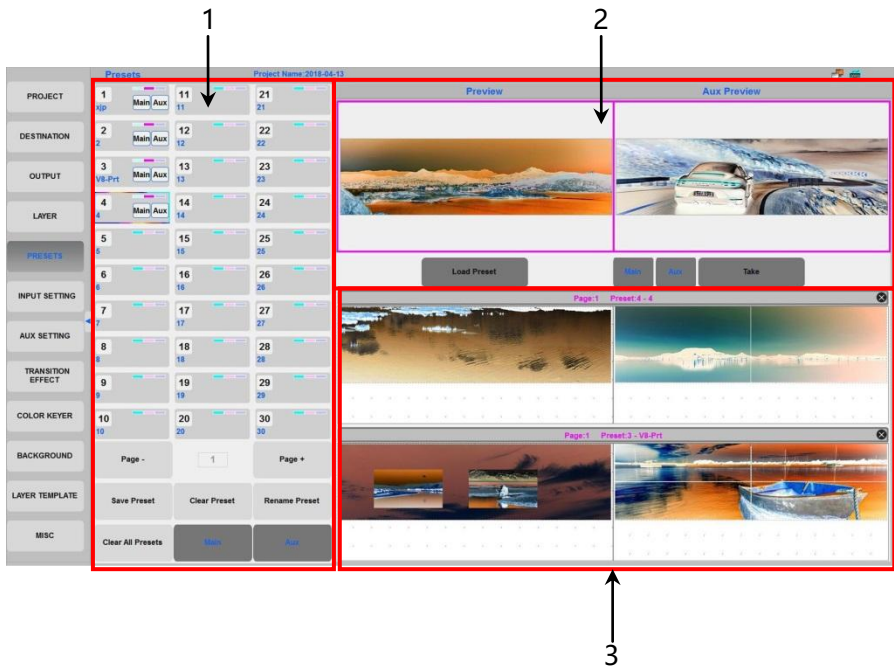 1
2
Presets
Project Name:2018-04-13
PROJECT
DESTINATION
OUTPUT
LAYER
PRESETS
INPUT SETTING
AUX SETTING
TRANSITION
EFFECT
COLOR KEYER
BACKGROUND
LAYER TEMPLATE
MISC
1 Main Aux
xjp
11
11
21
21
2 Main Aux
2
12
12
22
22
3 Main Aux
V8-Prt
13
13
23
23
4 Main Aux
4
14
14
24
24
5
5
15
15
25
25
6
6
16
16
26
26
7
7
17
17
27
27
8
8
18
18
28
28
9
9
19
19
29
29
10
10
20
20
30
30
Page -
1
Page +
Save Preset
Clear Preset
Rename Preset
Clear All Presets
Main
Aux
Preview
Aux Preview
Load Preset
Main
Aux
Take
Page:1 Preset:4 - 4
Page:1 Preset:3 - V8-Prt
3